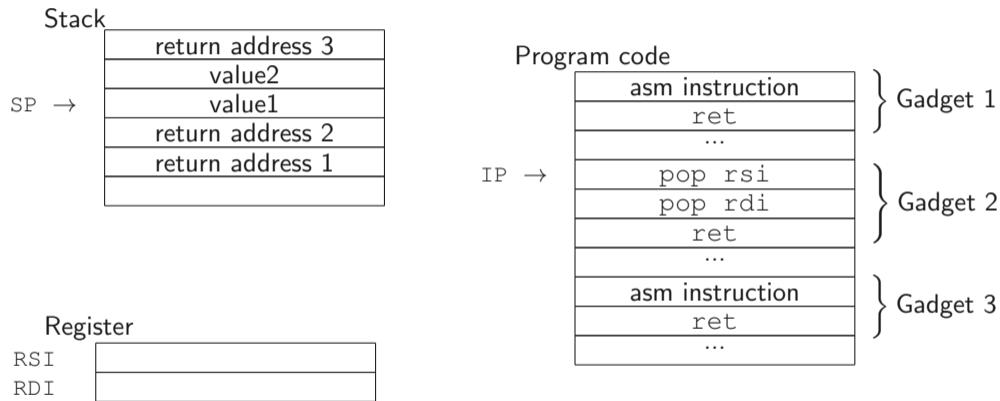 Stack
return address 3
value2
SP → value1
return address 2
return address 1
Register
RSI
RDI
Program code
asm instruction
ret
...
IP → pop rsi
pop rdi
ret
...
asm instruction
ret
...
Gadget 1
Gadget 2
Gadget 3